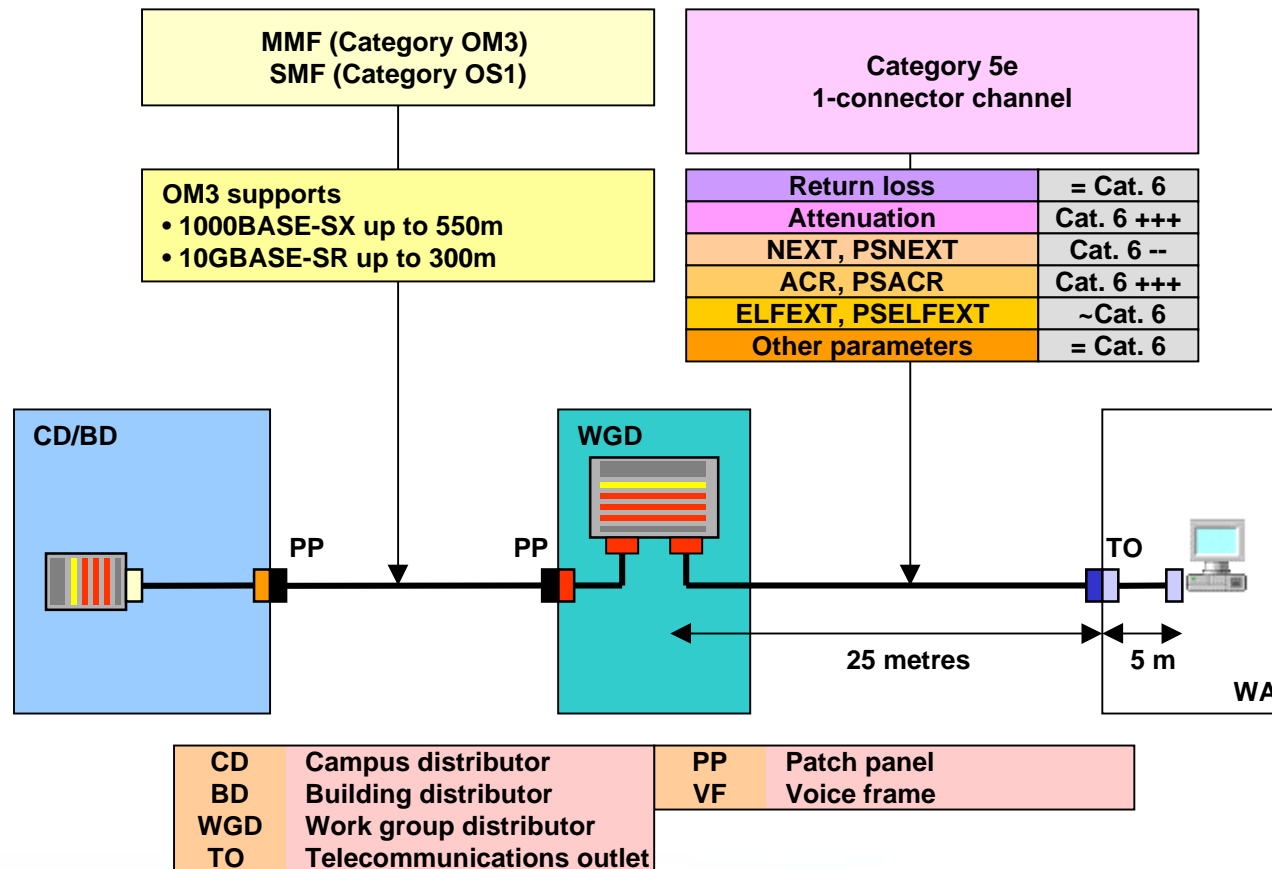 MMF (Category OM3)
SMF (Category OS1)
Category 5e
1-connector channel
OM3 supports
• 1000BASE-SX up to 550m
• 10GBASE-SR up to 300m
Return loss = Cat. 6
Attenuation Cat. 6 +++
NEXT, PSNEXT Cat. 6 --
ACR, PSACR Cat. 6 +++
ELFEXT, PSELFEXT ~Cat. 6
Other parameters = Cat. 6
CD/BD
WGD
PP
PP
TO
25 metres
5 m
WA
CD Campus distributor
BD Building distributor
WGD Work group distributor
TO Telecommunications outlet
PP Patch panel
VF Voice frame